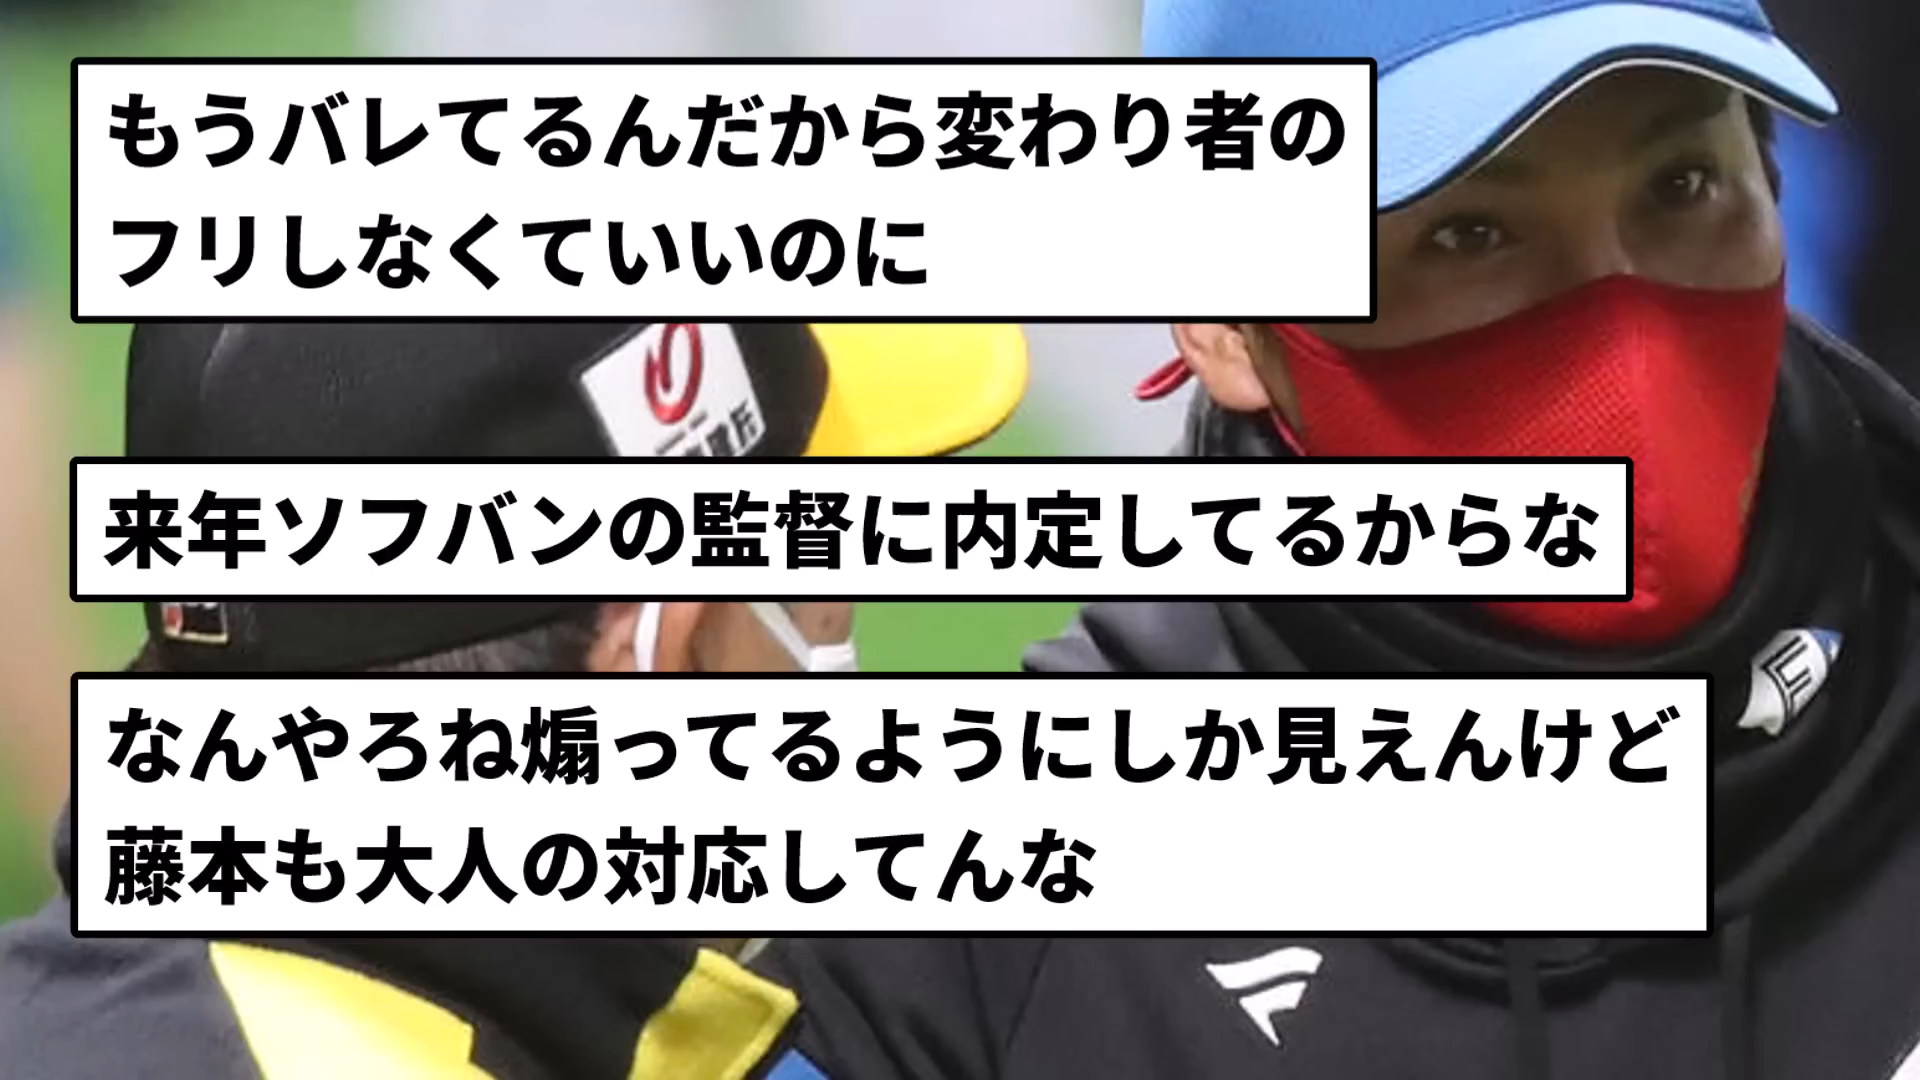 もうバレてるんだから変わり者の
フリしなくていいのに
来年ソフバンの監督に内定してるからな
なんやろね煽ってるようにしか見えんけど
藤本も大人の対応してんな